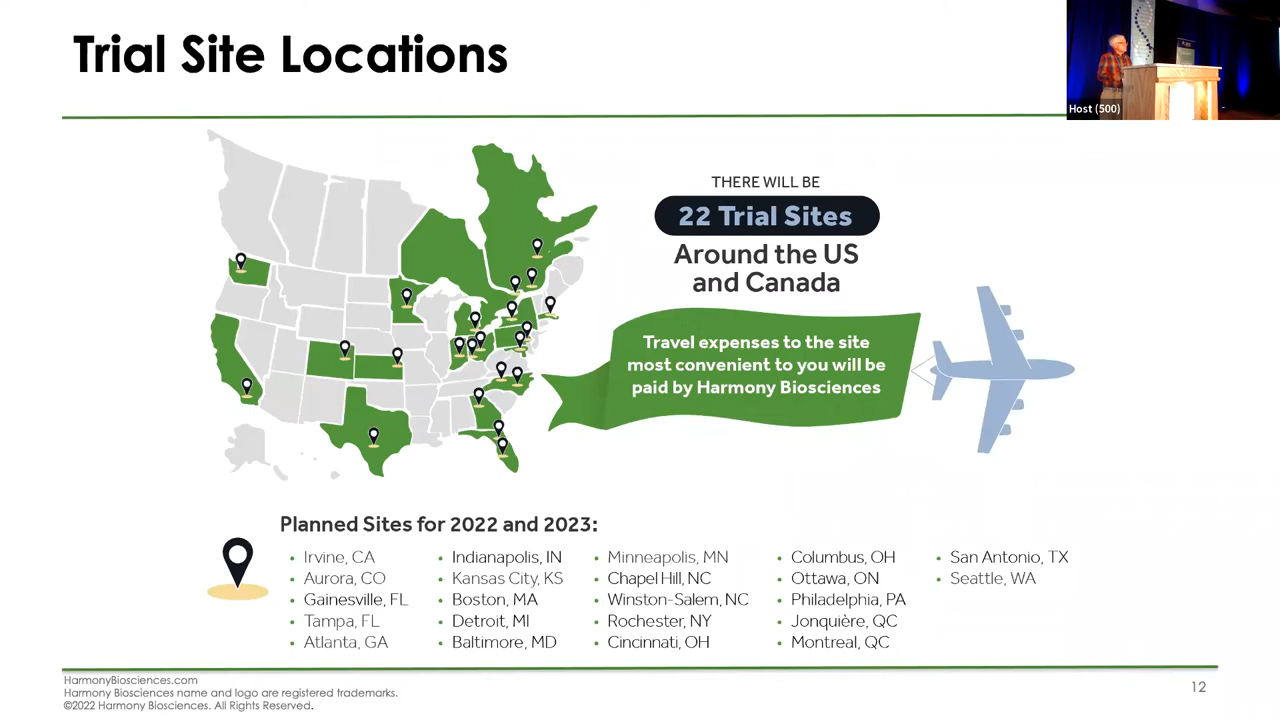 Trial Site Locations
Host (500)
THERE WILL BE
22 Trial Sites
Around the US
and Canada
Travel expenses to the site
most convenient to you will be
paid by Harmony Biosciences
Planned Sites for 2022 and 2023:
• Irvine, CA
• Aurora, CO
• Gainesville, FL
• Tampa, FL
• Atlanta, GA
• Indianapolis, IN
• Kansas City, KS
• Boston, MA
• Detroit, MI
• Baltimore, MD
• Minneapolis, MN
• Chapel Hill, NC
• Winston-Salem, NC
• Rochester, NY
• Cincinnati, OH
• Columbus, OH
• Ottawa, ON
• Philadelphia, PA
• Jonquière, QC
• Montreal, QC
• San Antonio, TX
• Seattle, WA
HarmonyBiosciences.com
Harmony Biosciences name and logo are registered trademarks.
©2022 Harmony Biosciences. All Rights Reserved.
12